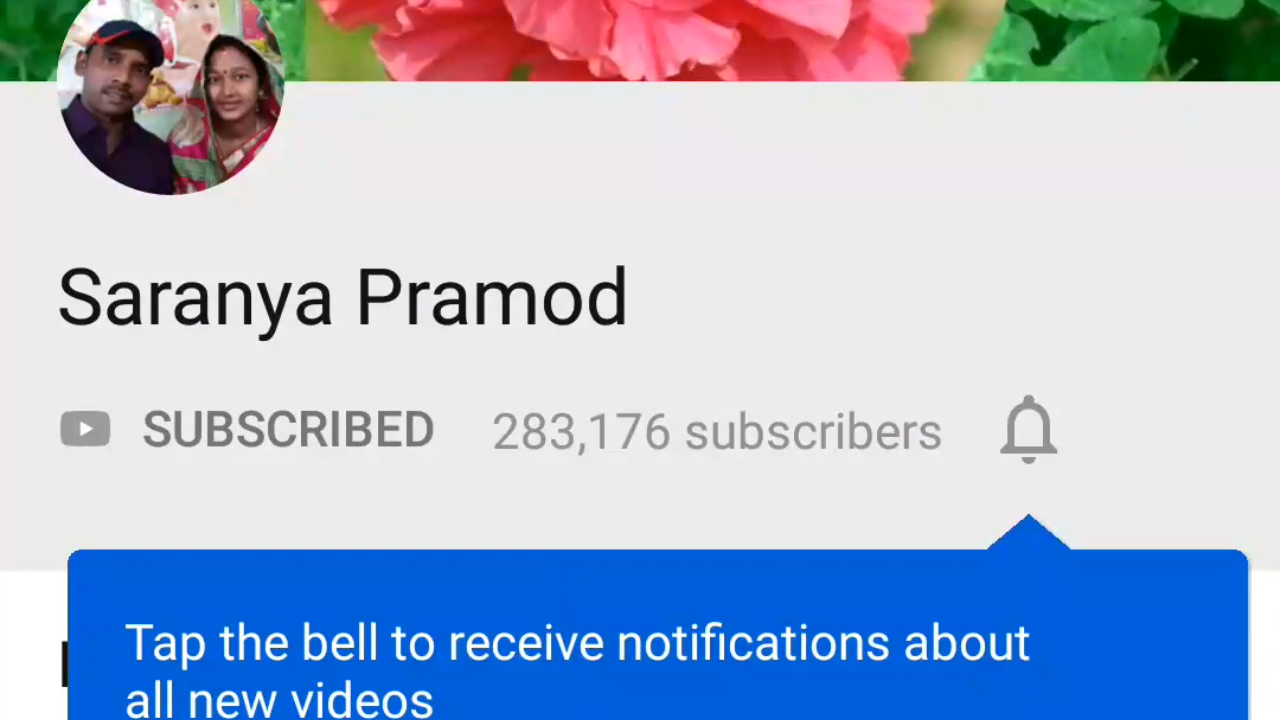 Saranya Pramod
SUBSCRIBED 283,176 subscribers
Tap the bell to receive notifications about
all new videos